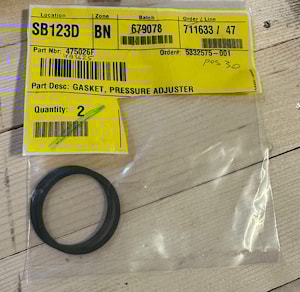 Location Zone Batch Order / Line
SB123D BN 679078 711633 / 47
Part Nbr: 475026F Order#: 5332575-001
Pos 30
Part Desc: GASKET, PRESSURE ADJUSTER
Quantity: 2